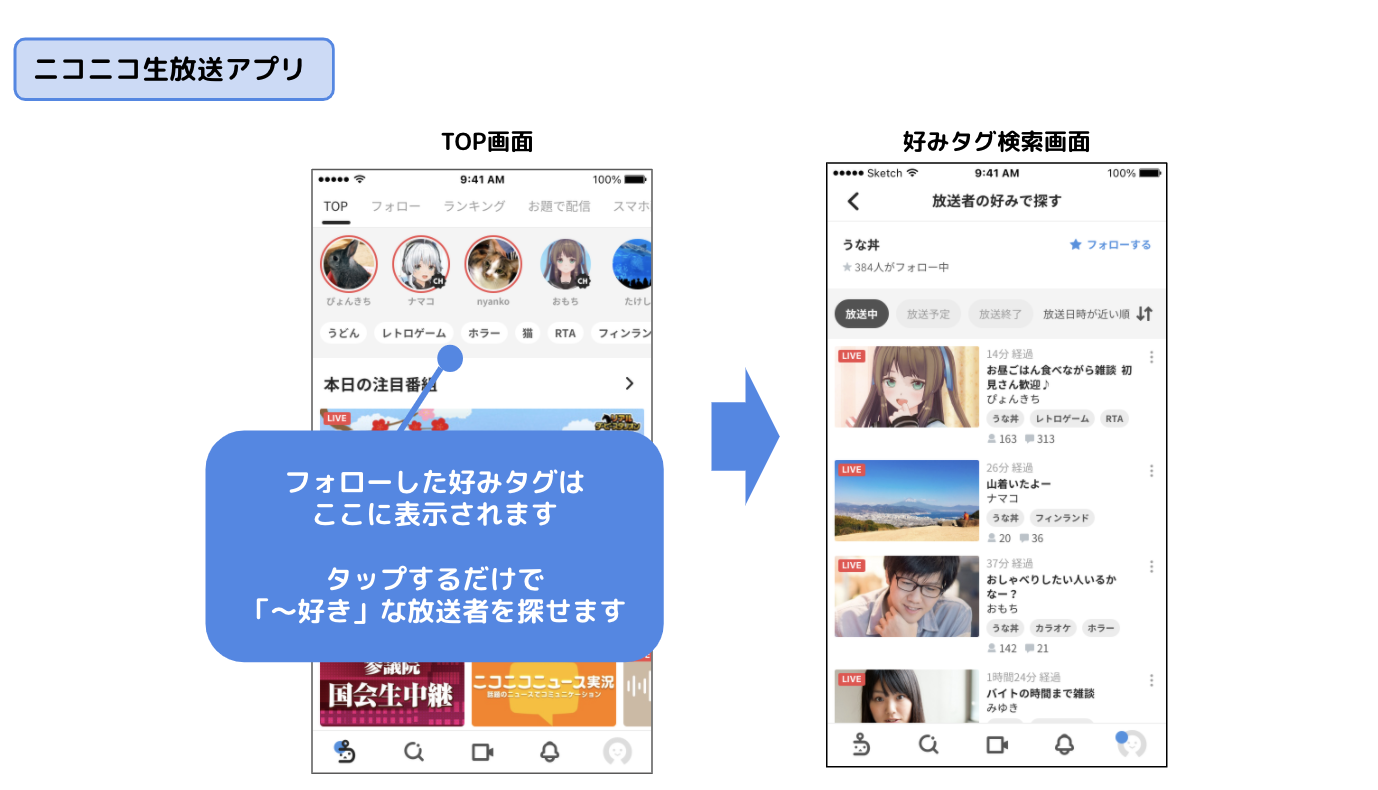 ニコニコ生放送アプリ
TOP画面
9:41 AM
100%
TOP
フォロー
ランキング
お題で配信
スマホ
CH
CH
ぴょんきち
ナマコ
nyanko
おもち
たけし
うどん
レトロゲーム
ホラー
猫
RTA
フィンラン
本日の注目番組
LIVE
フォローした好みタグは
ここに表示されます
タップするだけで
「〜好き」な放送者を探せます
参議院
国会生中継
ニコニコニュース実況
話題のニュースでコミュニケーション
好みタグ検索画面
Sketch
9:41 AM
100%
放送者の好みで探す
うな丼
フォローする
384人がフォロー中
放送中
放送予定
放送終了
放送日時が近い順
LIVE
14分 経過
お昼ごはん食べながら雑談 初
見さん歓迎♪
ぴょんきち
うな丼
レトロゲーム
RTA
163
313
LIVE
26分 経過
山着いたよー
ナマコ
うな丼
フィンランド
20
36
LIVE
37分 経過
おしゃべりしたい人いるか
なー？
おもち
うな丼
カラオケ
ホラー
142
21
LIVE
1時間24分 経過
バイトの時間まで雑談
みゆき